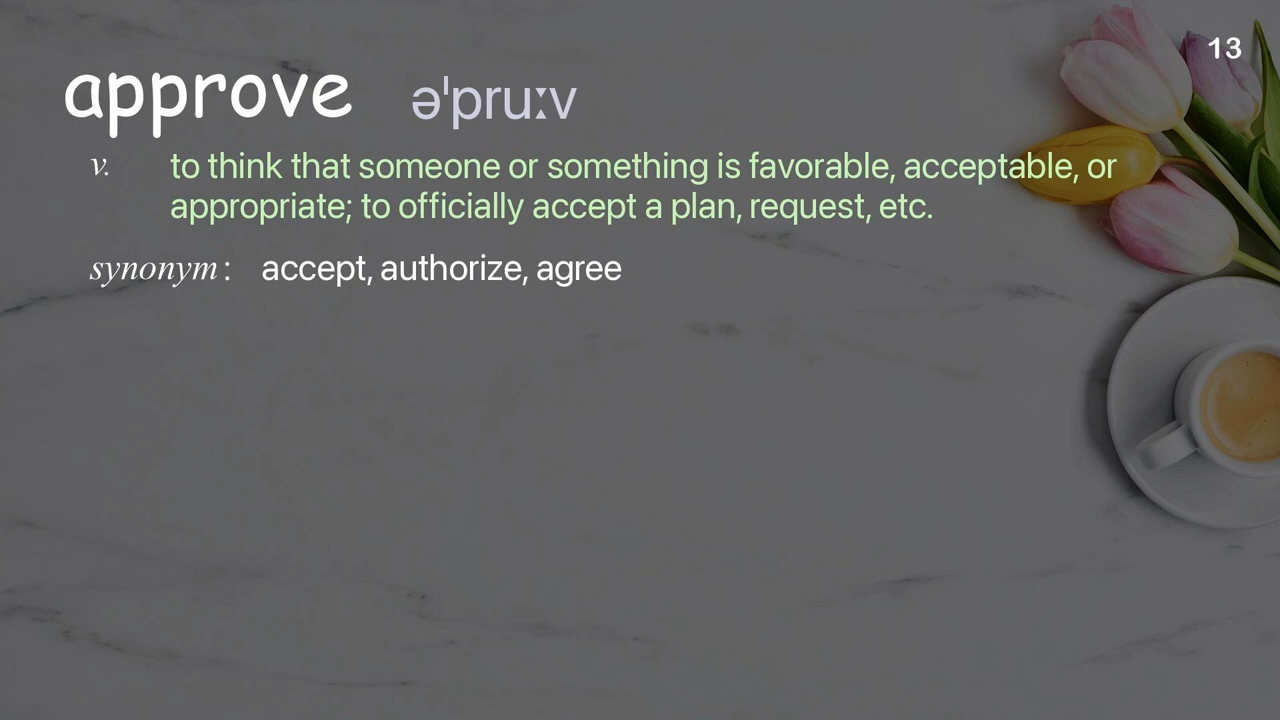 13
approve əˈpruːv
v. to think that someone or something is favorable, acceptable, or
appropriate; to officially accept a plan, request, etc.
synonym: accept, authorize, agree